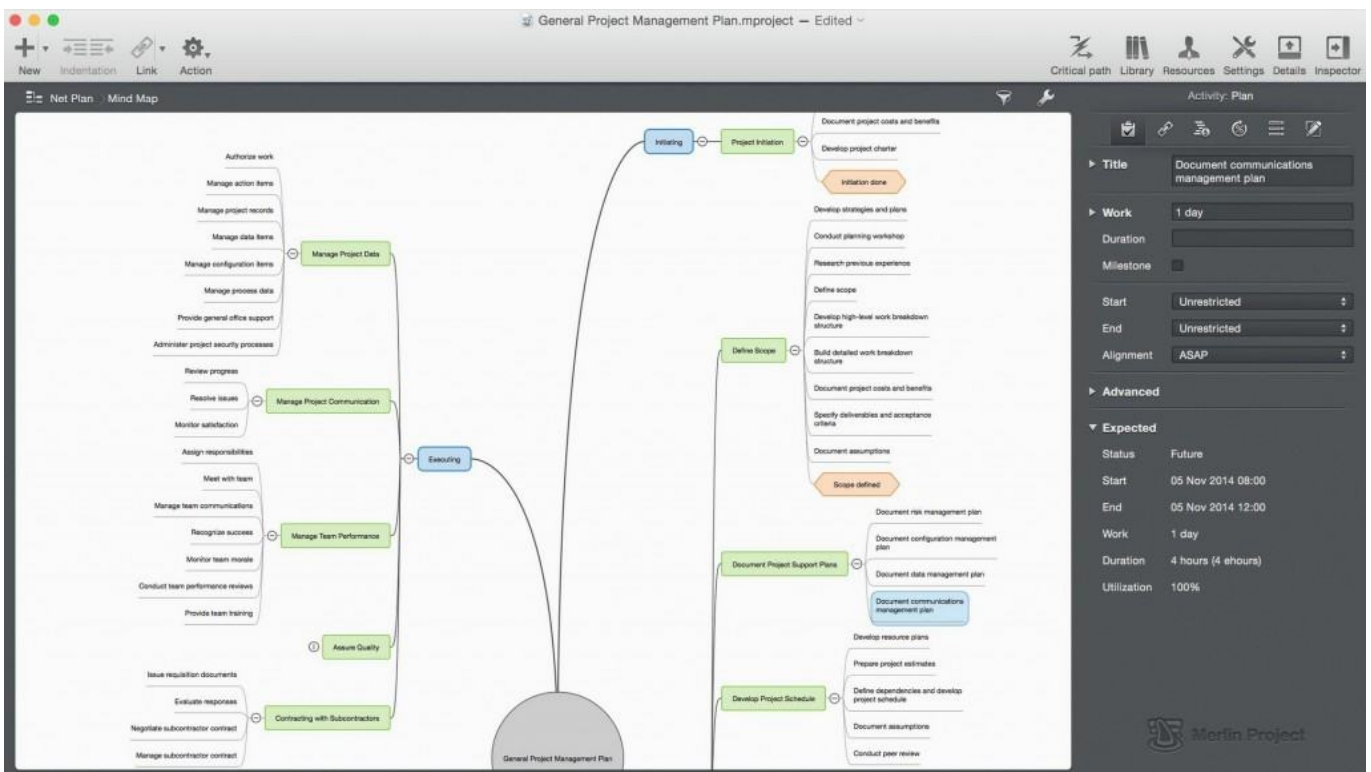 General Project Management Plan.mproject — Edited
New
Indentation
Link
Action
Critical path
Library
Resources
Settings
Details
Inspector
Net Plan
Mind Map
Authorize work
Manage action items
Manage project records
Manage data items
Manage configuration items
Manage process data
Provide general office support
Administer project security processes
Manage Project Data
Review progress
Resolve issues
Monitor satisfaction
Manage Project Communication
Assign responsibilities
Meet with team
Manage team communications
Recognize success
Monitor team morale
Conduct team performance reviews
Provide team training
Manage Team Performance
Executing
Assure Quality
Issue requisition documents
Evaluate responses
Negotiate subcontractor contract
Manage subcontractor contract
Contracting with Subcontractors
General Project Management Plan
Initiating
Project Initiation
Document project costs and benefits
Develop project charter
Initiation done
Define Scope
Develop strategies and plans
Conduct planning workshop
Research previous experience
Define scope
Develop high-level work breakdown
structure
Build detailed work breakdown
structure
Document project costs and benefits
Specify deliverables and acceptance
criteria
Document assumptions
Scope defined
Document Project Support Plans
Document risk management plan
Document configuration management
plan
Document data management plan
Document communications
management plan
Develop Project Schedule
Develop resource plans
Prepare project estimates
Define dependencies and develop
project schedule
Document assumptions
Conduct peer review
Activity: Plan
Title
Document communications
management plan
Work
1 day
Duration
Milestone
Start
Unrestricted
End
Unrestricted
Alignment
ASAP
Advanced
Expected
Status
Future
Start
05 Nov 2014 08:00
End
05 Nov 2014 12:00
Work
1 day
Duration
4 hours (4 ehours)
Utilization
100%
Merlin Project